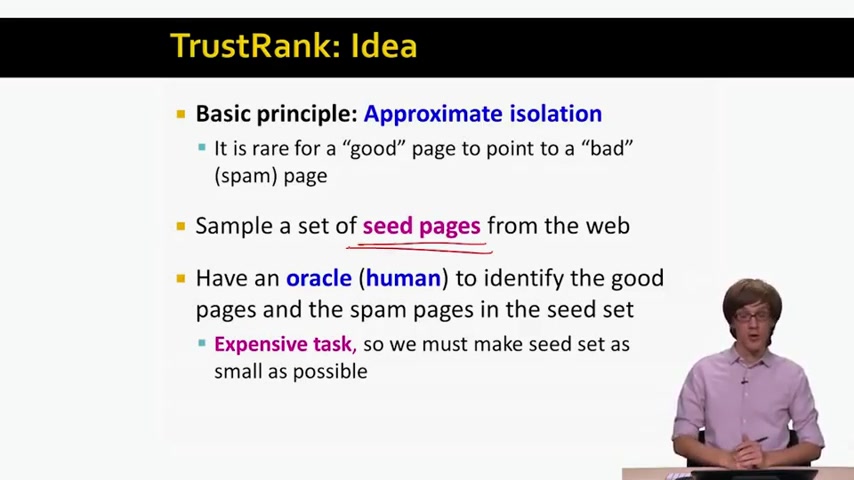 TrustRank: Idea
Basic principle: Approximate isolation
It is rare for a “good” page to point to a “bad”
(spam) page
Sample a set of seed pages from the web
Have an oracle (human) to identify the good
pages and the spam pages in the seed set
Expensive task, so we must make seed set as
small as possible